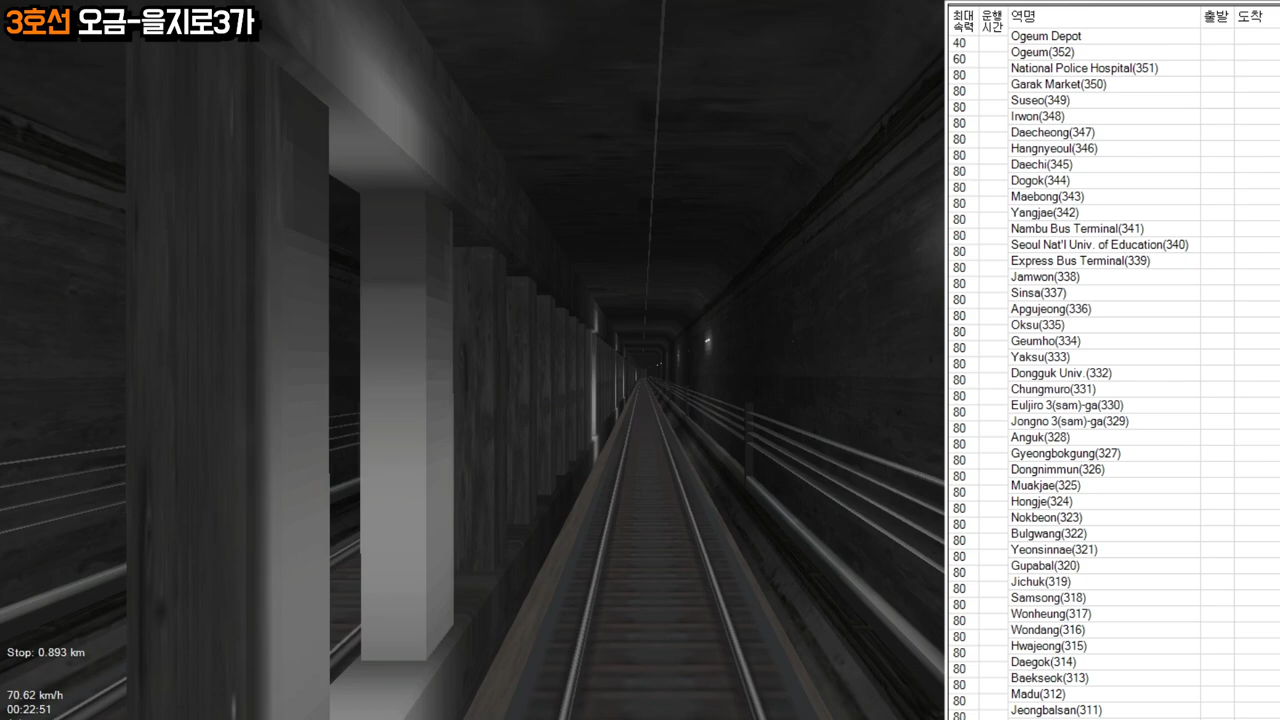 3호선 오금-을지로3가
최대 속력 운행 시간 역명 출발 도착
Ogeum Depot
40
Ogeum(352)
60
National Police Hospital(351)
80
Garak Market(350)
80
Suseo(349)
80
Irwon(348)
80
Daecheong(347)
80
Hangnyeoul(346)
80
Daechi(345)
80
Dogok(344)
80
Maebong(343)
80
Yangjae(342)
80
Nambu Bus Terminal(341)
80
Seoul Nat'l Univ. of Education(340)
80
Express Bus Terminal(339)
80
Jamwon(338)
80
Sinsa(337)
80
Apgujeong(336)
80
Oksu(335)
80
Geumho(334)
80
Yaksu(333)
80
Dongguk Univ.(332)
80
Chungmuro(331)
80
Euljiro 3(sam)-ga(330)
80
Jongno 3(sam)-ga(329)
80
Anguk(328)
80
Gyeongbokgung(327)
80
Dongnimmun(326)
80
Muakjae(325)
80
Hongje(324)
80
Nokbeon(323)
80
Bulgwang(322)
80
Yeonsinnae(321)
80
Gupabal(320)
80
Jichuk(319)
80
Samsong(318)
80
Wonheung(317)
80
Wondang(316)
80
Hwajeong(315)
80
Daegok(314)
80
Baekseok(313)
80
Madu(312)
80
Jeongbalsan(311)
80
Stop: 0.893 km
70.62 km/h
00:22:51